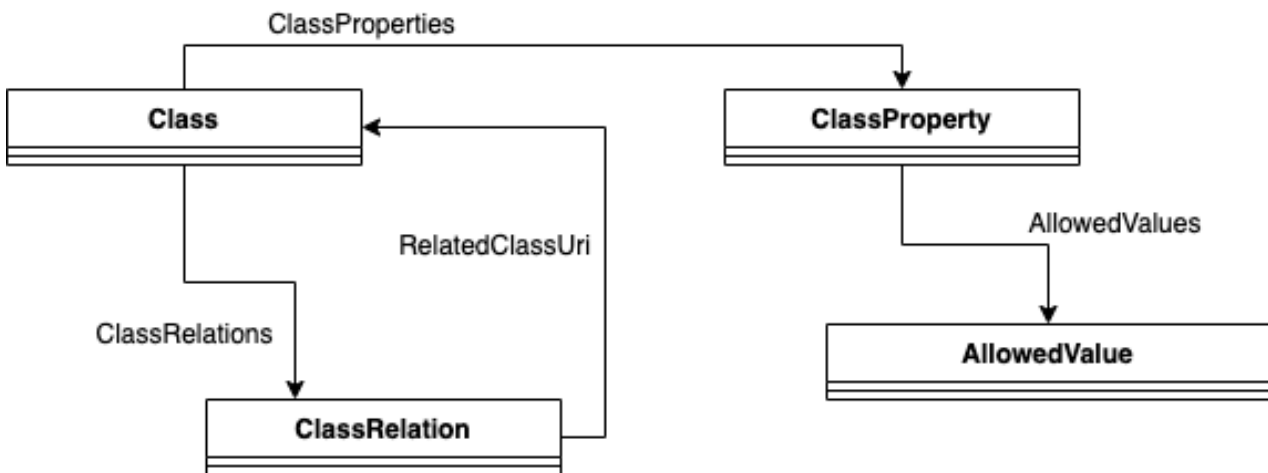 ClassProperties
Class
ClassProperty
RelatedClassUri
AllowedValues
ClassRelations
AllowedValue
ClassRelation